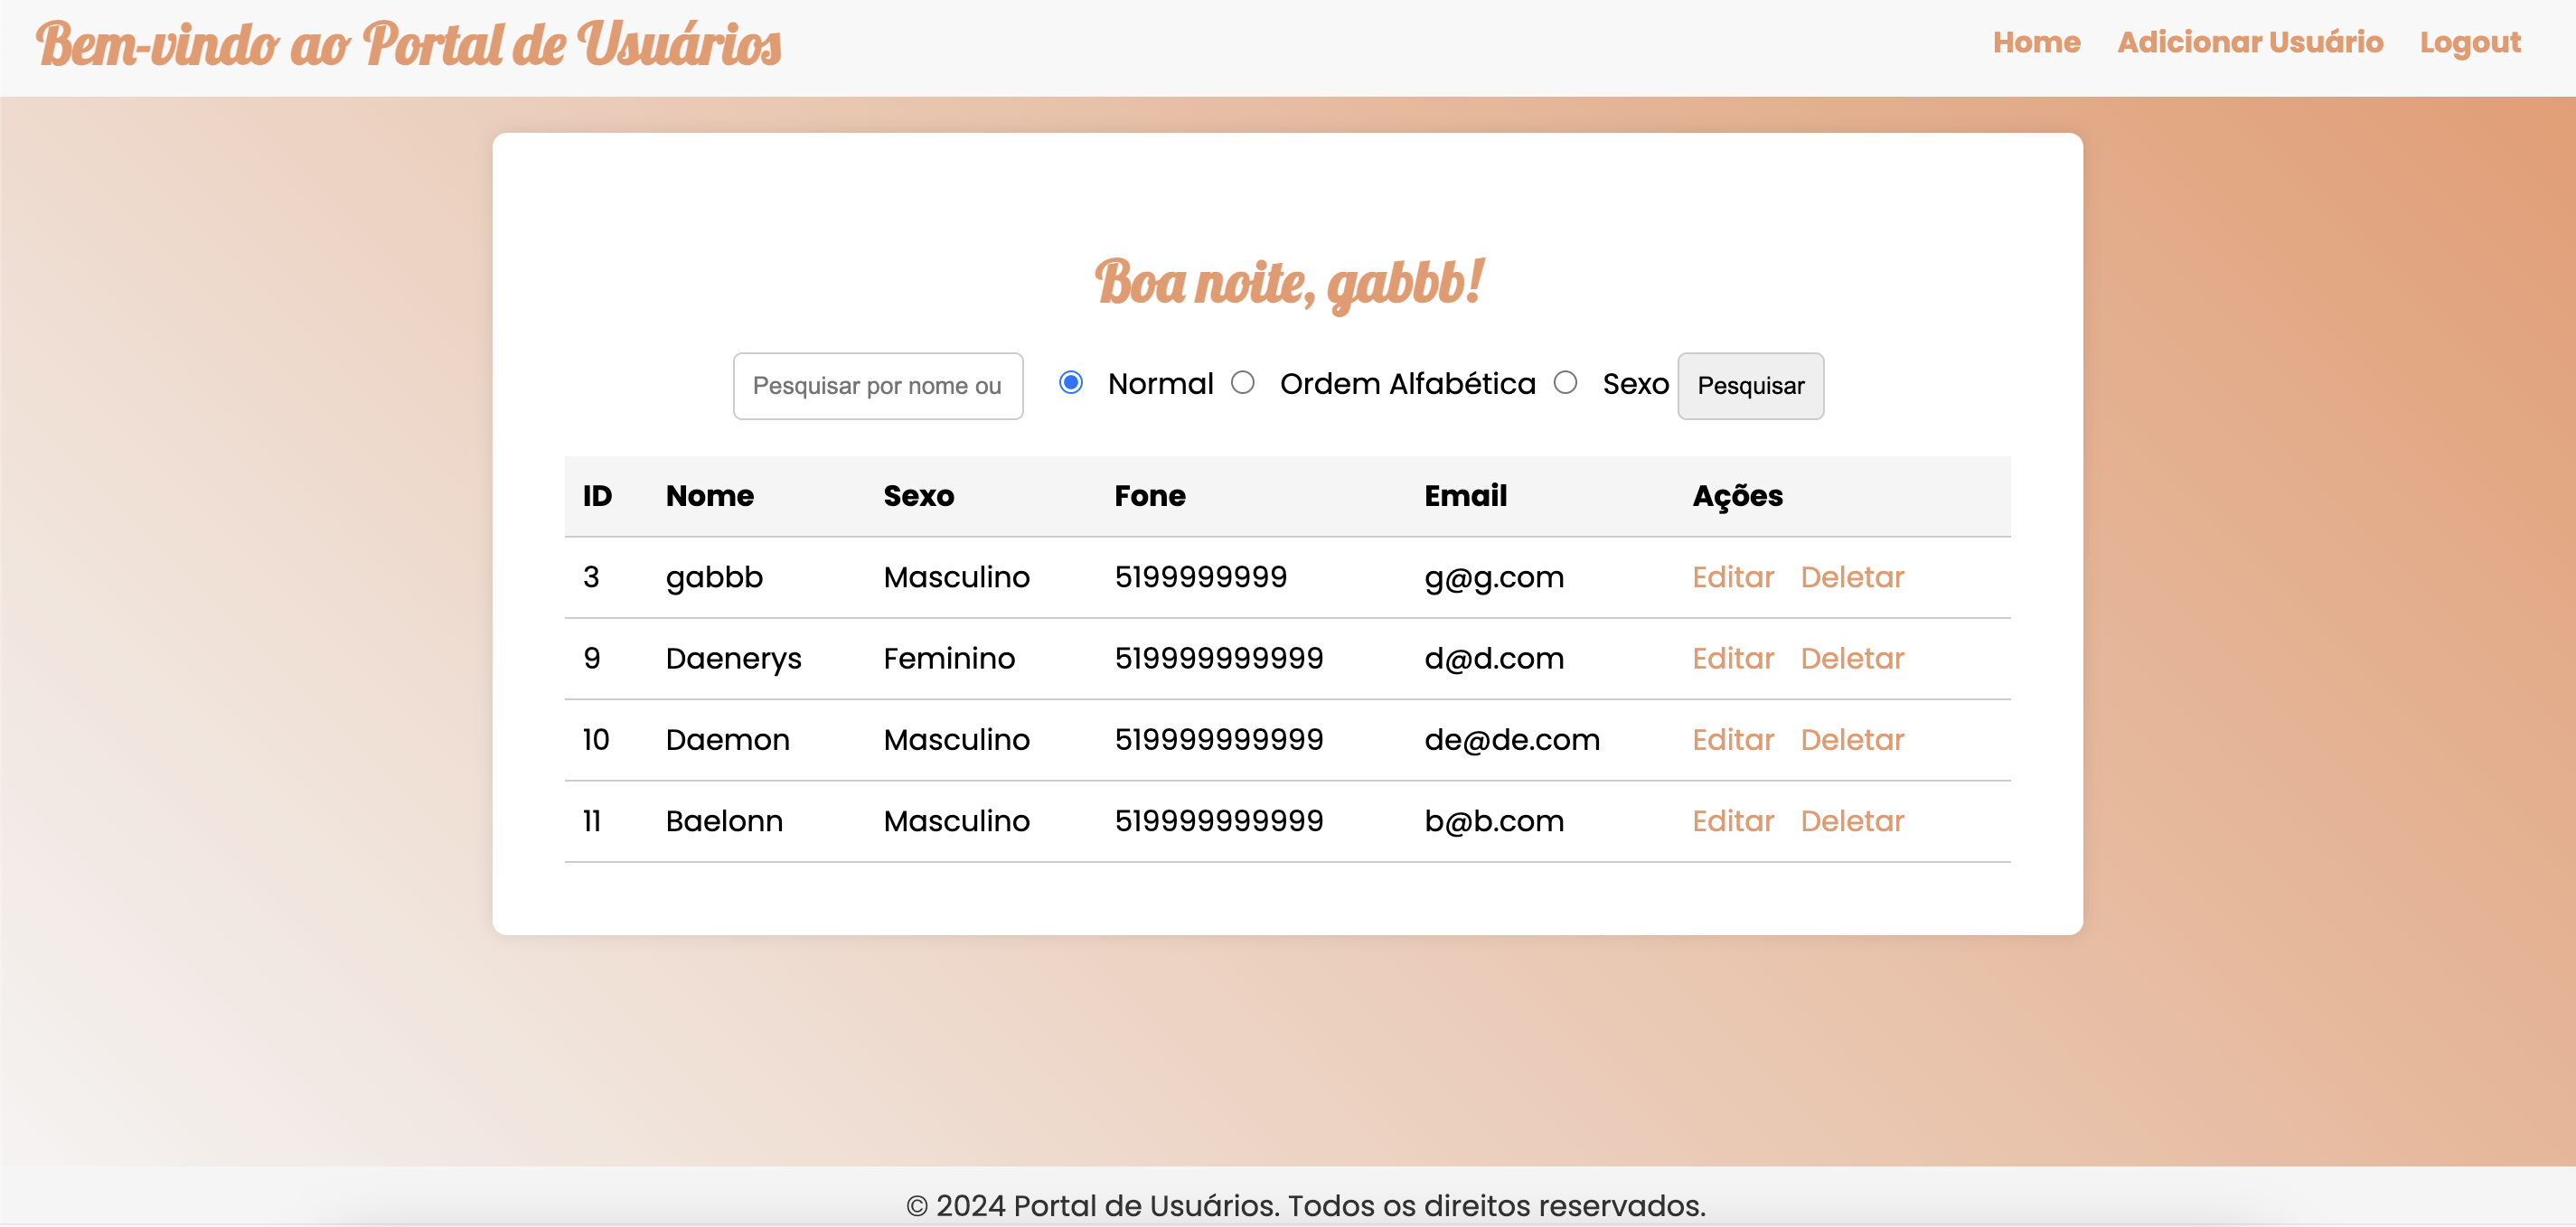 Bem-vindo ao Portal de Usuários
Home Adicionar Usuário Logout
Boa noite, gabbb!
Pesquisar por nome ou Normal Ordem Alfabética Sexo Pesquisar
ID Nome Sexo Fone Email Ações
3 gabbb Masculino 5199999999 g@g.com Editar Deletar
9 Daenerys Feminino 519999999999 d@d.com Editar Deletar
10 Daemon Masculino 519999999999 de@de.com Editar Deletar
11 Baelonn Masculino 519999999999 b@b.com Editar Deletar
© 2024 Portal de Usuários. Todos os direitos reservados.